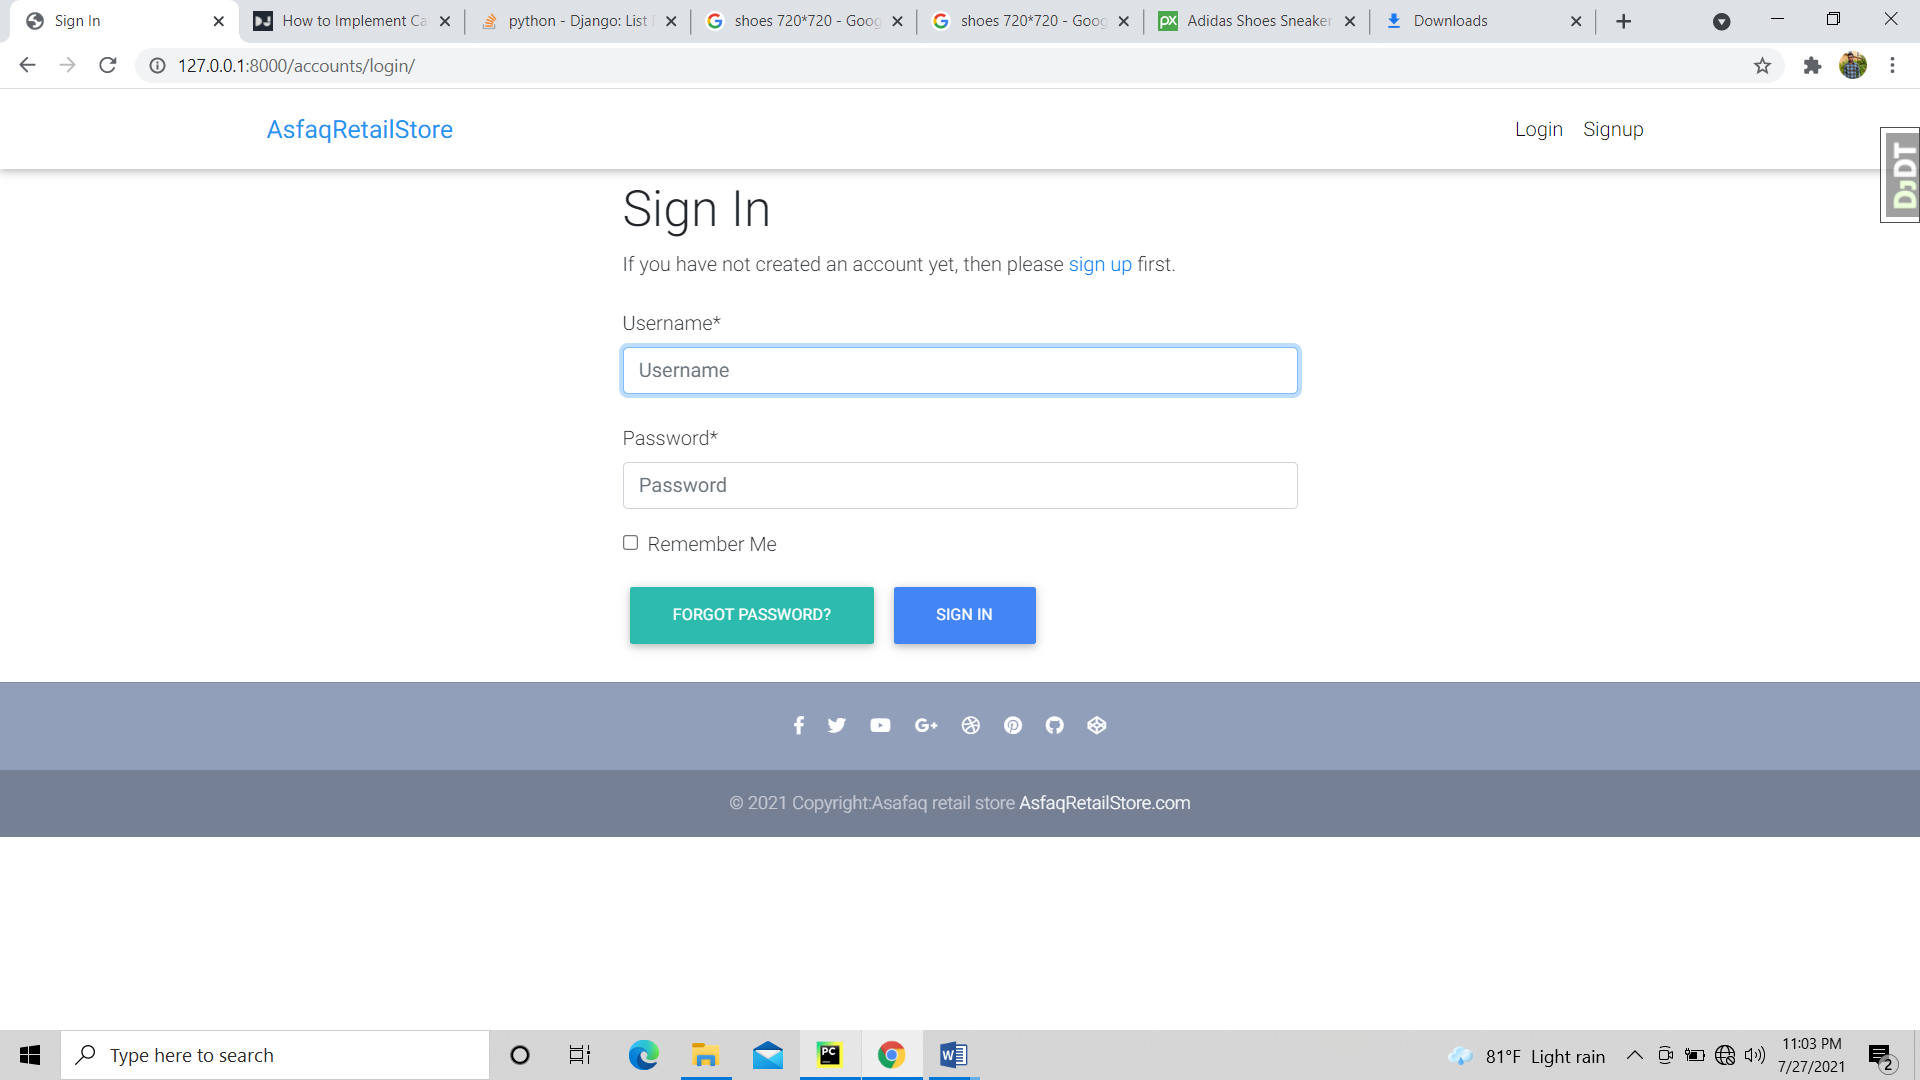 Sign In
How to Implement Ca
python - Django: List
shoes 720*720 - Goog
shoes 720*720 - Goog
Adidas Shoes Sneaker
Downloads
127.0.0.1:8000/accounts/login/
AsfaqRetailStore
Login
Signup
DJDT
Sign In
If you have not created an account yet, then please sign up first.
Username*
Username
Password*
Password
Remember Me
FORGOT PASSWORD?
SIGN IN
© 2021 Copyright:Asafaq retail store AsfaqRetailStore.com
Type here to search
81°F Light rain
11:03 PM
7/27/2021
2